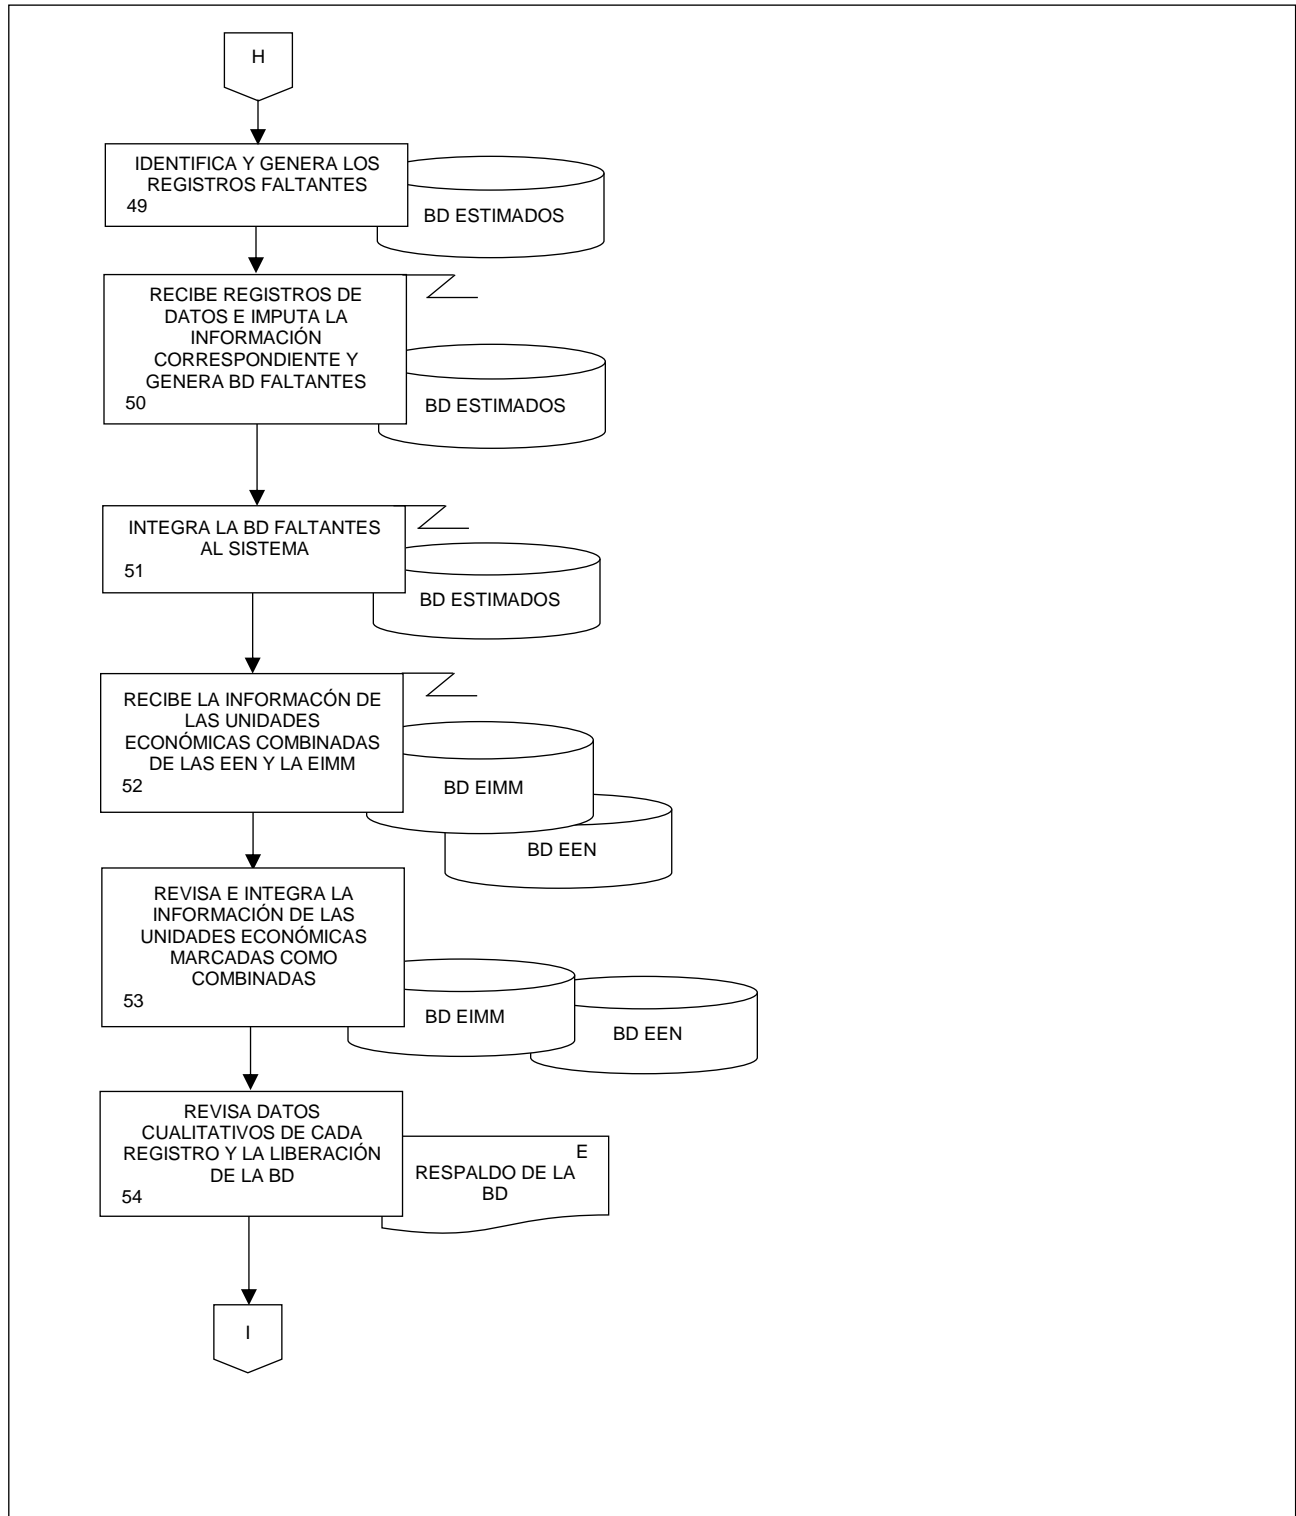 H
IDENTIFICA Y GENERA LOS
REGISTROS FALTANTES
49
BD ESTIMADOS
RECIBE REGISTROS DE
DATOS E IMPUTA LA
INFORMACIÓN
CORRESPONDIENTE Y
GENERA BD FALTANTES
50
BD ESTIMADOS
INTEGRA LA BD FALTANTES
AL SISTEMA
51
BD ESTIMADOS
RECIBE LA INFORMACÓN DE
LAS UNIDADES
ECONÓMICAS COMBINADAS
DE LAS EEN Y LA EIMM
52
BD EIMM
BD EEN
REVISA E INTEGRA LA
INFORMACIÓN DE LAS
UNIDADES ECONÓMICAS
MARCADAS COMO
COMBINADAS
53
BD EIMM
BD EEN
REVISA DATOS
CUALITATIVOS DE CADA
REGISTRO Y LA LIBERACIÓN
DE LA BD
54
E
RESPALDO DE LA
BD
I